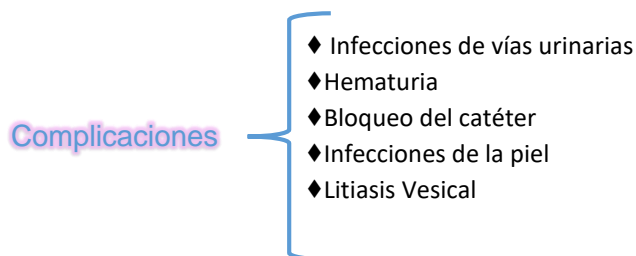 Complicaciones
♦ Infecciones de vías urinarias
♦Hematuria
♦Bloqueo del catéter
♦Infecciones de la piel
♦Litiasis Vesical